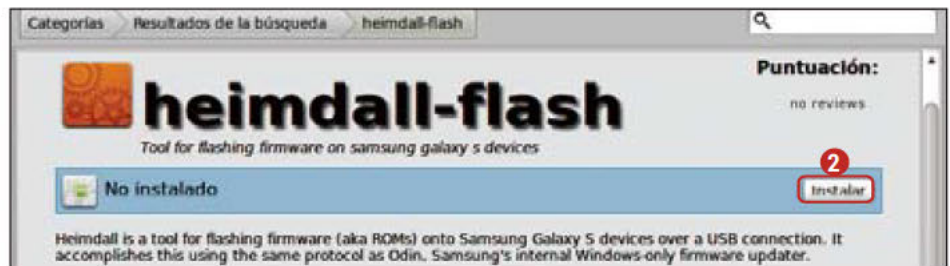 Categorías Resultados de la búsqueda heimdall-flash
Puntuación:
heimdall-flash
no reviews
Tool for flashing firmware on samsung galaxy s devices
2
No instalado
Instalar
Heimdall is a tool for flashing firmware (aka ROMs) onto Samsung Galaxy S devices over a USB connection. It
accomplishes this using the same protocol as Odin, Samsung's internal Windows-only firmware updater.